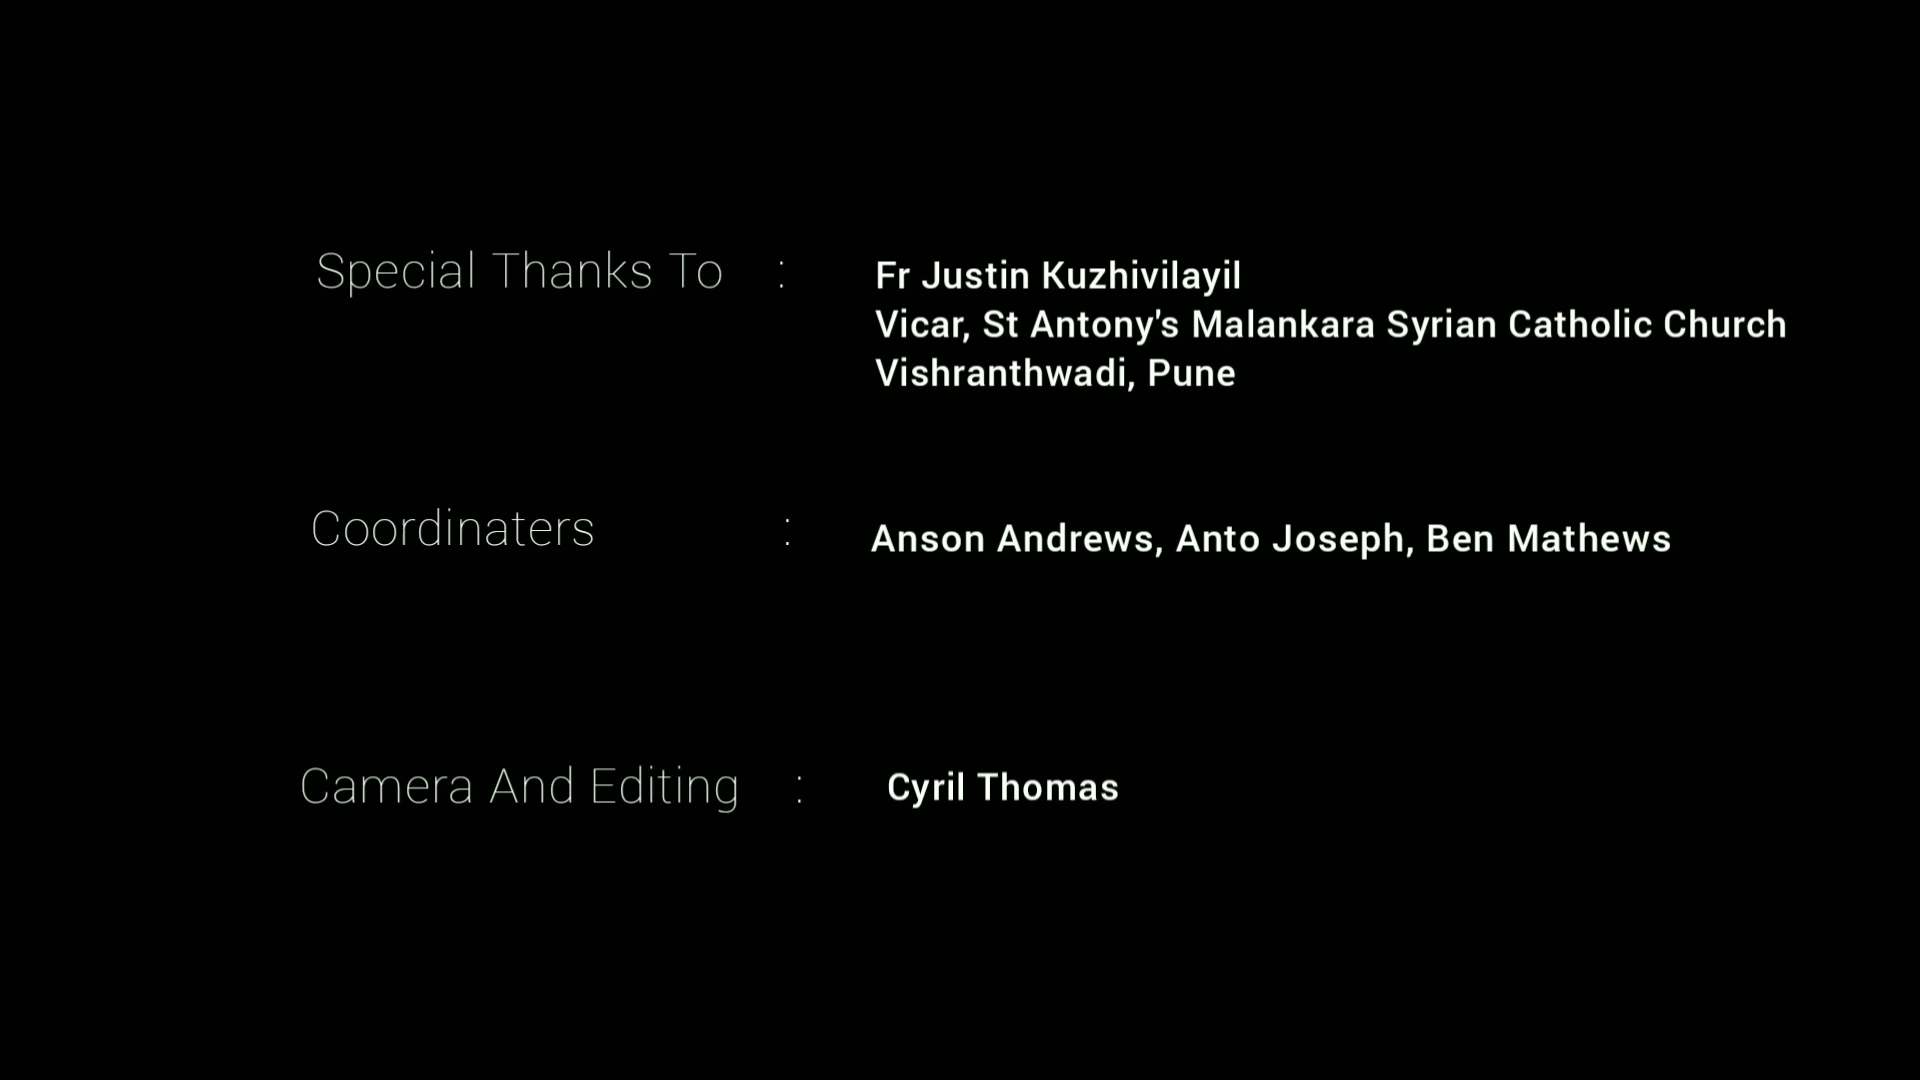 Special Thanks To : Fr Justin Kuzhivilayil
Vicar, St Antony's Malankara Syrian Catholic Church
Vishranthwadi, Pune
Coordinaters : Anson Andrews, Anto Joseph, Ben Mathews
Camera And Editing : Cyril Thomas